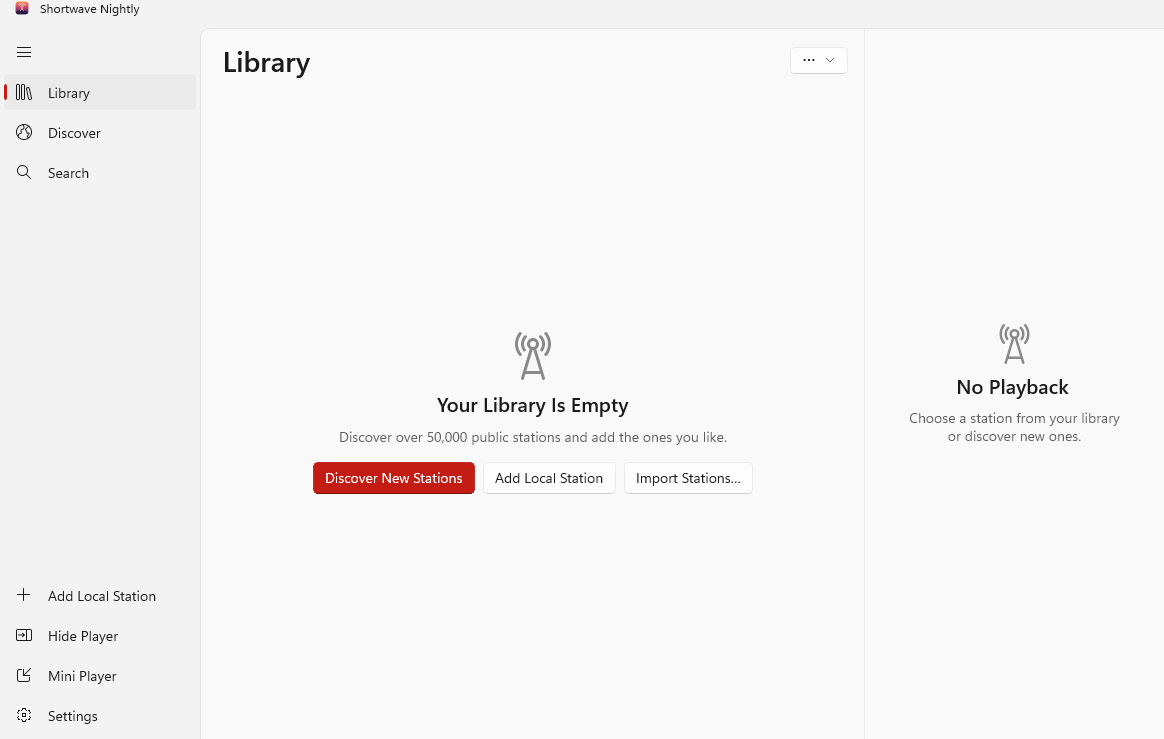 Shortwave Nightly
Library
Discover
Search
Add Local Station
Hide Player
Mini Player
Settings
Library
Your Library Is Empty
Discover over 50,000 public stations and add the ones you like.
Discover New Stations
Add Local Station
Import Stations...
No Playback
Choose a station from your library
or discover new ones.